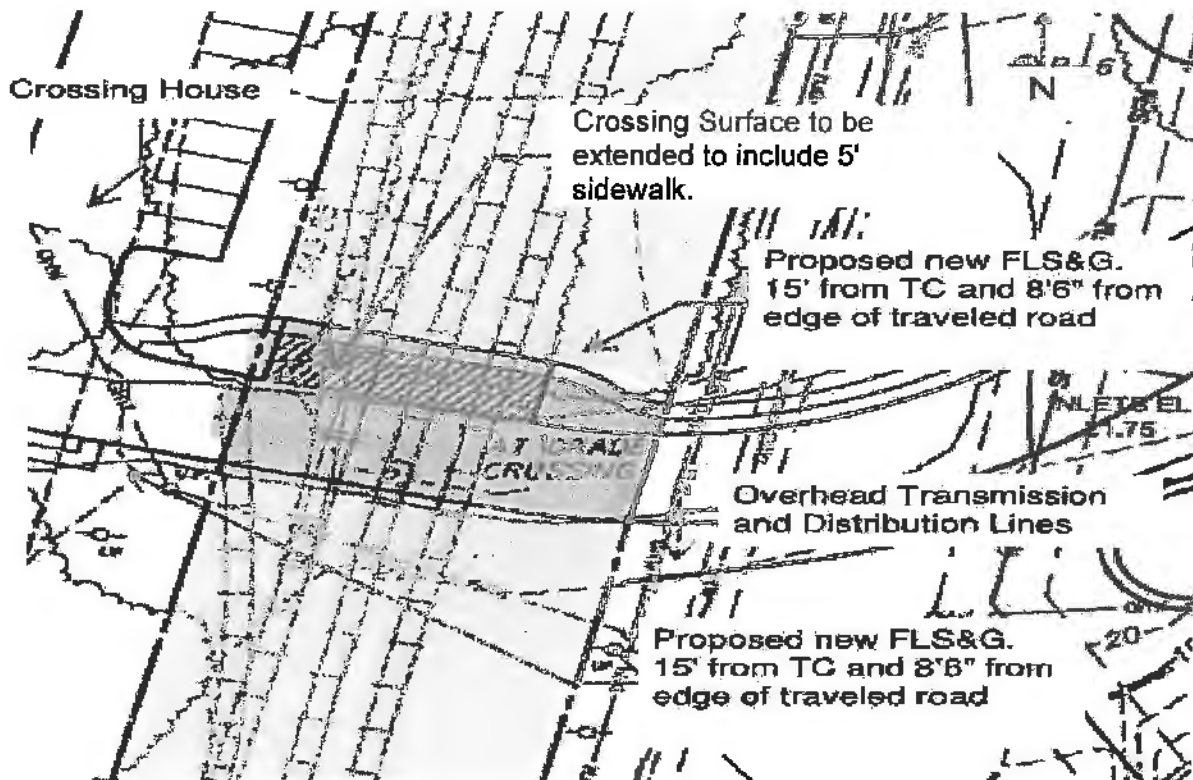 Crossing House
N
6
Crossing Surface to be
extended to include 5'
sidewalk.
Proposed new FLS&G.
15' from TC and 8'6" from
edge of traveled road
AT GRADE
CROSSING
Overhead Transmission
and Distribution Lines
Proposed new FLS&G.
15' from TC and 8'6" from
edge of traveled road
20